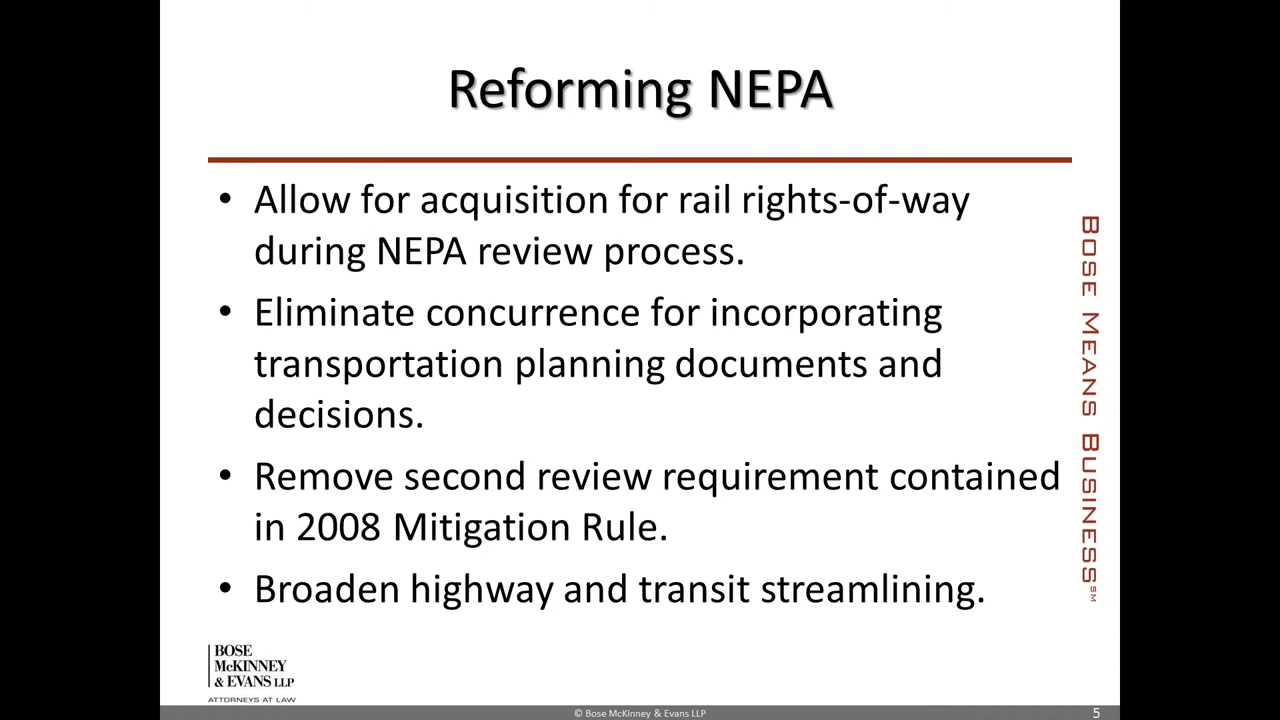 Reforming NEPA
• Allow for acquisition for rail rights-of-way
during NEPA review process.
• Eliminate concurrence for incorporating
transportation planning documents and
decisions.
• Remove second review requirement contained
in 2008 Mitigation Rule.
• Broaden highway and transit streamlining.
BOSE MEANS BUSINESS℠
BOSE
McKINNEY
& EVANS LLP
ATTORNEYS AT LAW
© Bose McKinney & Evans LLP
5